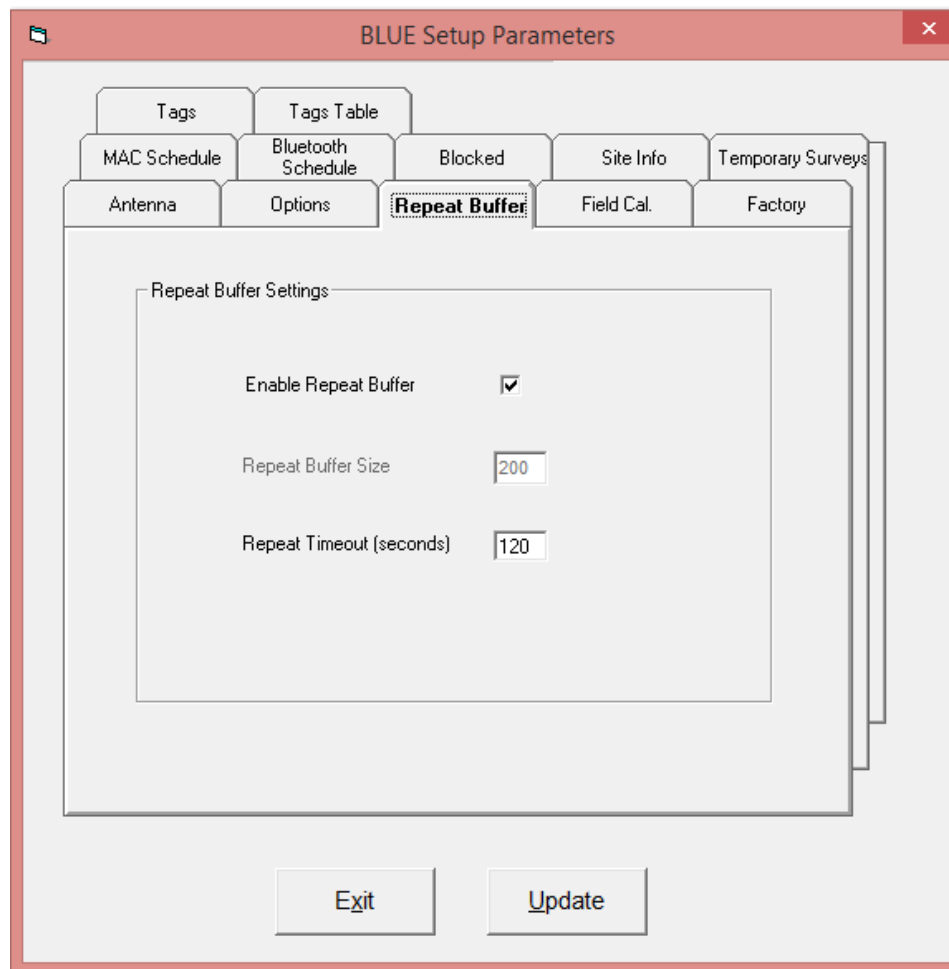 BLUE Setup Parameters
Tags
Tags Table
MAC Schedule
Bluetooth
Schedule
Blocked
Site Info
Temporary Surveys
Antenna
Options
Repeat Buffer
Field Cal.
Factory
Repeat Buffer Settings
Enable Repeat Buffer
Repeat Buffer Size
200
Repeat Timeout (seconds)
120
Exit
Update